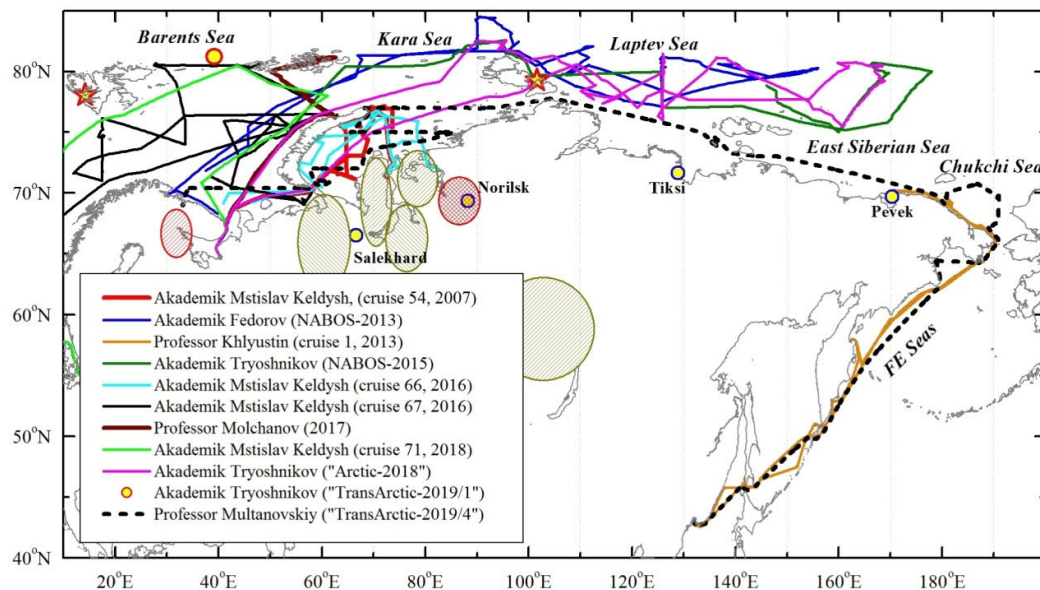 Barents Sea
Kara Sea
Laptev Sea
80°N
East Siberian Sea
Chukchi Sea
70°N
Norilsk
Tiksi
Pevek
Salekhard
60°N
FE Seas
50°N
40°N
Akademik Mstislav Keldysh, (cruise 54, 2007)
Akademik Fedorov (NABOS-2013)
Professor Khlyustin (cruise 1, 2013)
Akademik Tryoshnikov (NABOS-2015)
Akademik Mstislav Keldysh (cruise 66, 2016)
Akademik Mstislav Keldysh (cruise 67, 2016)
Professor Molchanov (2017)
Akademik Mstislav Keldysh (cruise 71, 2018)
Akademik Tryoshnikov ("Arctic-2018")
Akademik Tryoshnikov ("TransArctic-2019/1")
Professor Multanovskiy ("TransArctic-2019/4")
20°E 40°E 60°E 80°E 100°E 120°E 140°E 160°E 180°E